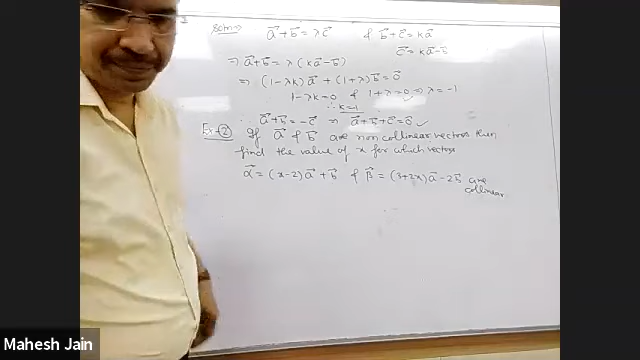 Soln⇒ a⃗+b⃗ = λc⃗ & b⃗+c⃗ = ka⃗
c⃗ = ka⃗-b⃗
⇒ a⃗+b⃗ = λ(ka⃗-b⃗)
⇒ (1-λk)a⃗ + (1+λ)b⃗ = 0⃗
1-λk=0 & 1+λ=0 ⇒ λ=-1
∴ k=-1
∴ a⃗+b⃗ = -c⃗ ⇒ a⃗+b⃗+c⃗=0⃗ ✓
Ex-② If a⃗ & b⃗ are non collinear vectors then
find the value of x for which vectors
α⃗ = (x-2)a⃗+b⃗ & β⃗ = (3+2x)a⃗-2b⃗ are
collinear
Mahesh Jain